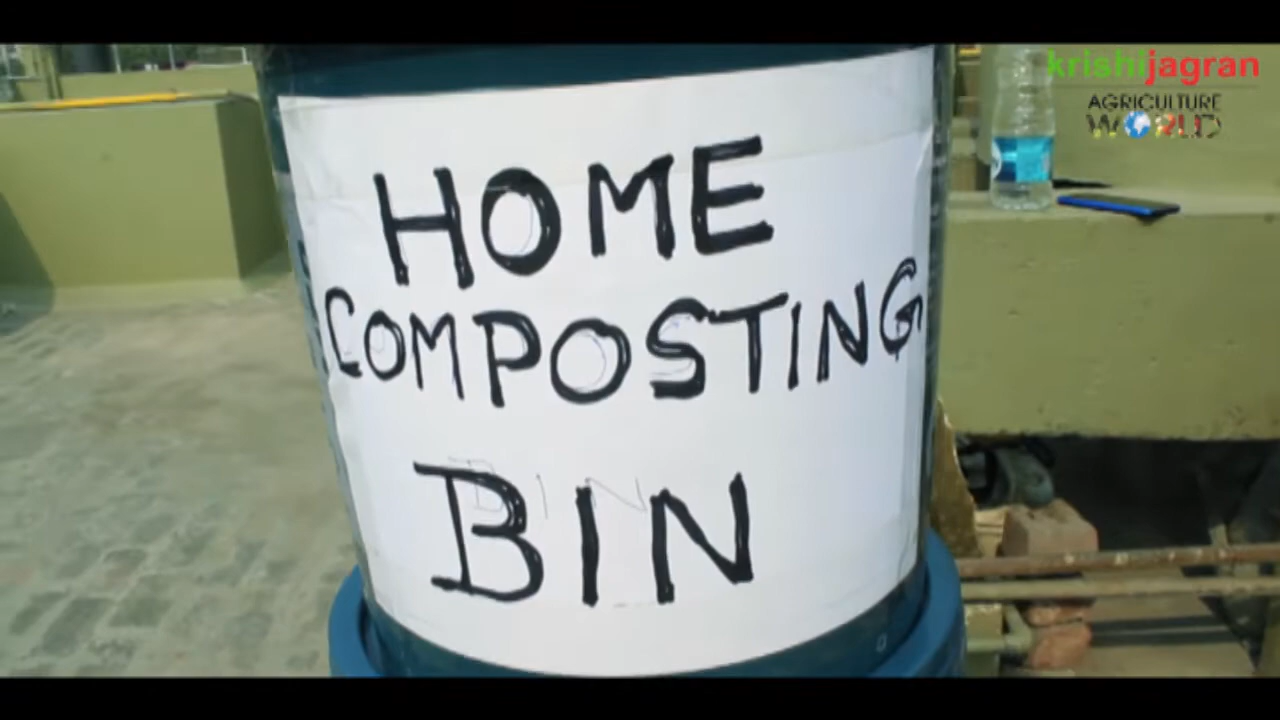 krishijagran
AGRICULTURE
WORLD
HOME
COMPOSTING
BIN